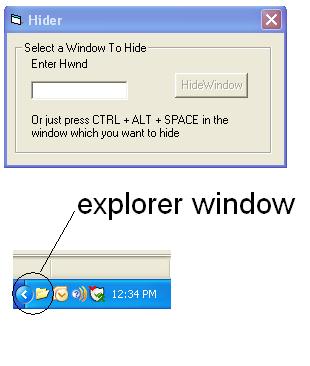 Hider
Select a Window To Hide
Enter Hwnd
HideWindow
Or just press CTRL + ALT + SPACE in the
window which you want to hide
explorer window
12:34 PM